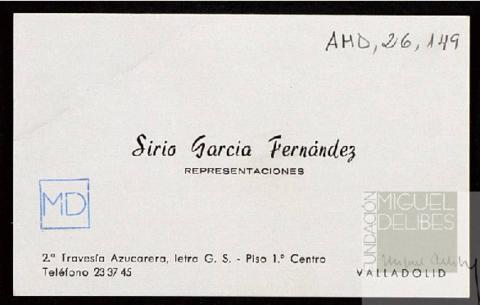 AMD, 26, 149
Sirio García Fernández
REPRESENTACIONES
MD
2.ª Travesía Azucarera, letra G. S. - Piso 1.º Centro
Teléfono 23 37 45
VALLADOLID
FUNDACIÓN
MIGUEL
DELIBES